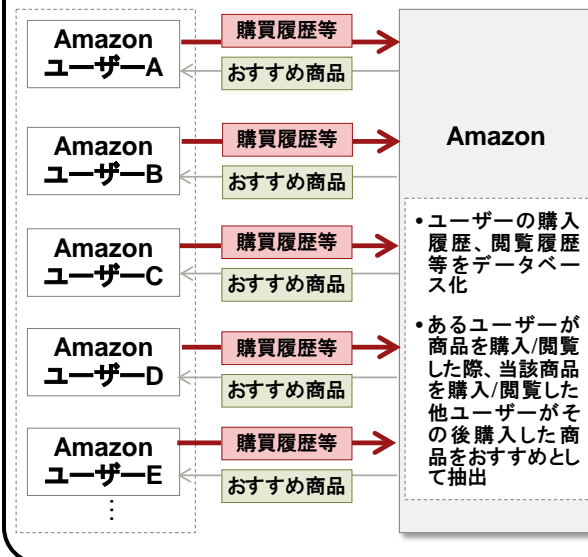 Amazon
ユーザーA
購買履歴等
おすすめ商品
Amazon
ユーザーB
購買履歴等
おすすめ商品
Amazon
ユーザーC
購買履歴等
おすすめ商品
Amazon
ユーザーD
購買履歴等
おすすめ商品
Amazon
ユーザーE
購買履歴等
おすすめ商品
⋮
Amazon
•ユーザーの購入
履歴、閲覧履歴
等をデータベー
ス化
•あるユーザーが
商品を購入/閲覧
した際、当該商品
を購入/閲覧した
他ユーザーがそ
の後購入した商
品をおすすめとし
て抽出